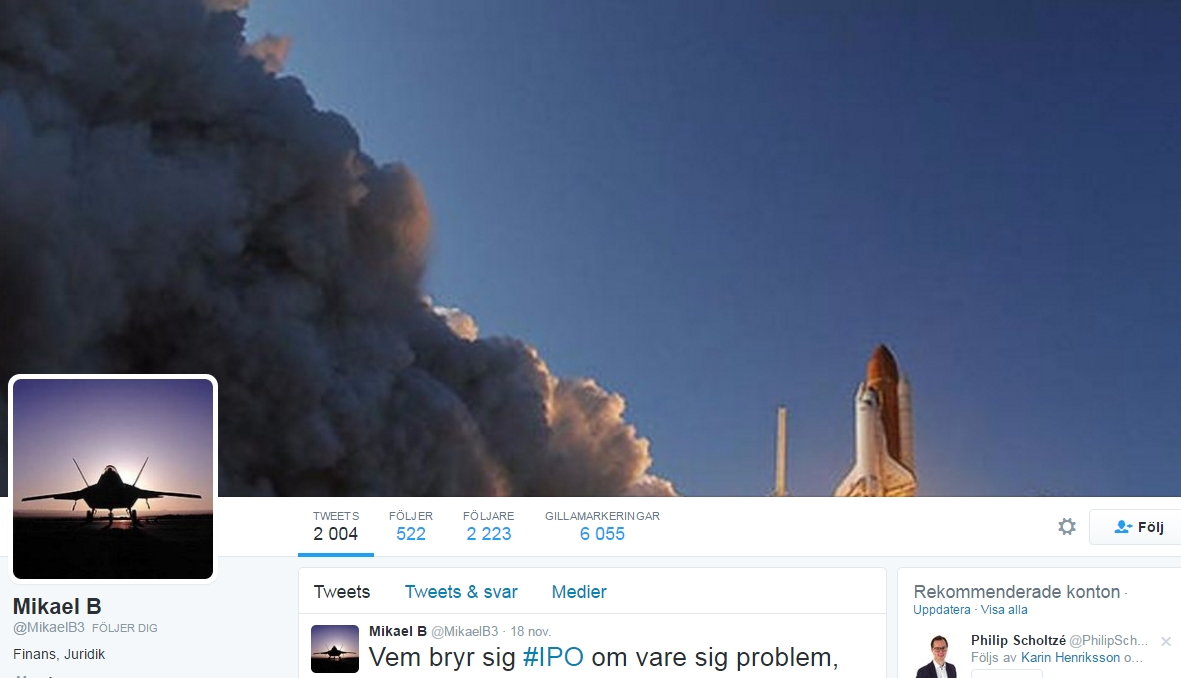 TWEETS FÖLJER FÖLJARE GILLAMARKERINGAR
2 004 522 2 223 6 055
Följ
Mikael B
@MikaelB3 FÖLJER DIG
Finans, Juridik
Tweets Tweets & svar Medier
Mikael B @MikaelB3 · 18 nov.
Vem bryr sig #IPO om vare sig problem,
Rekommenderade konton ·
Uppdatera · Visa alla
Philip Scholtzé @PhilipSch...
Följs av Karin Henriksson o...